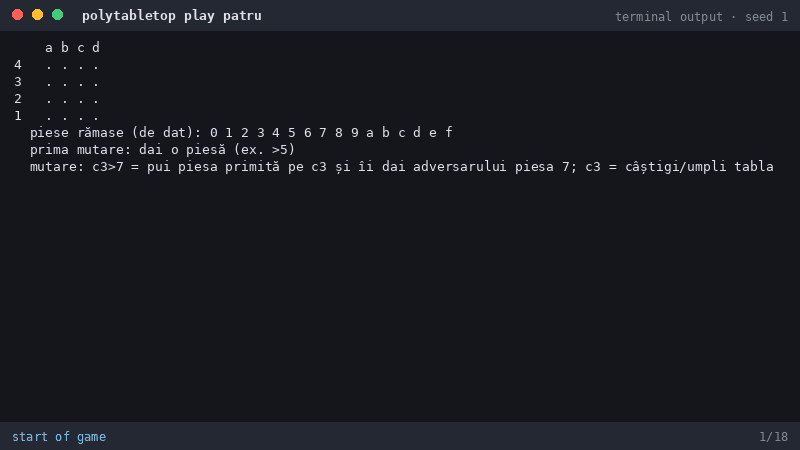 polytabletop play patru
terminal output · seed 1
a b c d
4 . . . .
3 . . . .
2 . . . .
1 . . . .
piese rămase (de dat): 0 1 2 3 4 5 6 7 8 9 a b c d e f
prima mutare: dai o piesă (ex. >5)
mutare: c3>7 = pui piesa primită pe c3 și îi dai adversarului piesa 7; c3 = câștigi/umpli tabla
start of game
1/18